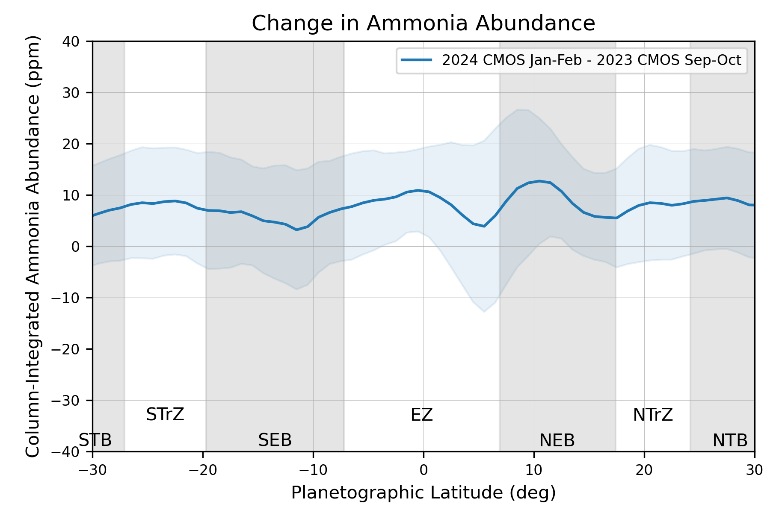 Change in Ammonia Abundance
Column-Integrated Ammonia Abundance (ppm)
40
30
20
10
0
−10
−20
−30
−40
2024 CMOS Jan-Feb - 2023 CMOS Sep-Oct
STrZ
EZ
NTrZ
STB
SEB
NEB
NTB
−30
−20
−10
0
10
20
30
Planetographic Latitude (deg)